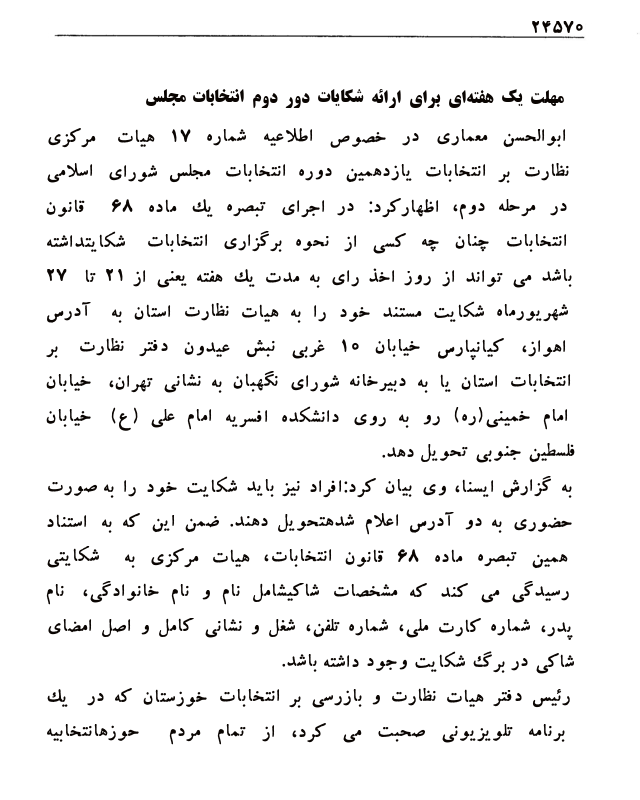 ۲۴۵۷۰
مهلت یک هفته‌ای برای ارائه شکایات دور دوم انتخابات مجلس
ابوالحسن معماری در خصوص اطلاعیه شماره ۱۷ هیات مرکزی
نظارت بر انتخابات یازدهمین دوره انتخابات مجلس شورای اسلامی
در مرحله دوم، اظهارکرد: در اجرای تبصره یك ماده ۶۸ قانون
انتخابات چنان چه کسی از نحوه برگزاری انتخابات شکایتداشته
باشد می تواند از روز اخذ رای به مدت یك هفته یعنی از ۲۱ تا ۲۷
شهریورماه شکایت مستند خود را به هیات نظارت استان به آدرس
اهواز، کیانپارس خیابان ۱۰ غربی نبش عیدون دفتر نظارت بر
انتخابات استان یا به دبیرخانه شورای نگهبان به نشانی تهران، خیابان
امام خمینی(ره) رو به روی دانشکده افسریه امام علی (ع) خیابان
فلسطین جنوبی تحویل دهد.
به گزارش ایسنا، وی بیان کرد:افراد نیز باید شکایت خود را به صورت
حضوری به دو آدرس اعلام شدهتحویل دهند. ضمن این که به استناد
همین تبصره ماده ۶۸ قانون انتخابات، هیات مرکزی به شکایتی
رسیدگی می کند که مشخصات شاکیشامل نام و نام خانوادگی، نام
پدر، شماره کارت ملی، شماره تلفن، شغل و نشانی کامل و اصل امضای
شاکی در برگ شکایت وجود داشته باشد.
رئیس دفتر هیات نظارت و بازرسی بر انتخابات خوزستان که در یك
برنامه تلویزیونی صحبت می کرد، از تمام مردم حوزهانتخابیه